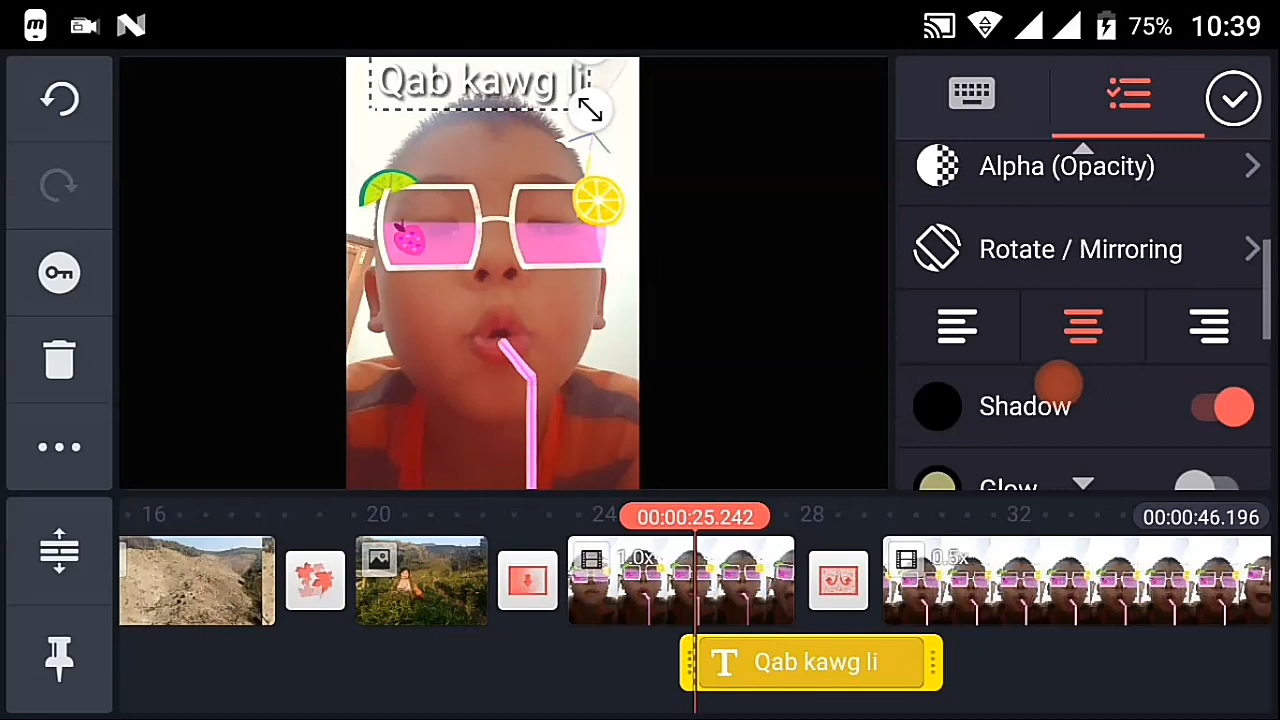 75% 10:39
Qab kawg li
Alpha (Opacity)
Rotate / Mirroring
Shadow
Glow
16 20 24 00:00:25.242 28 32 00:00:46.196
1.0x 0.5x
T Qab kawg li